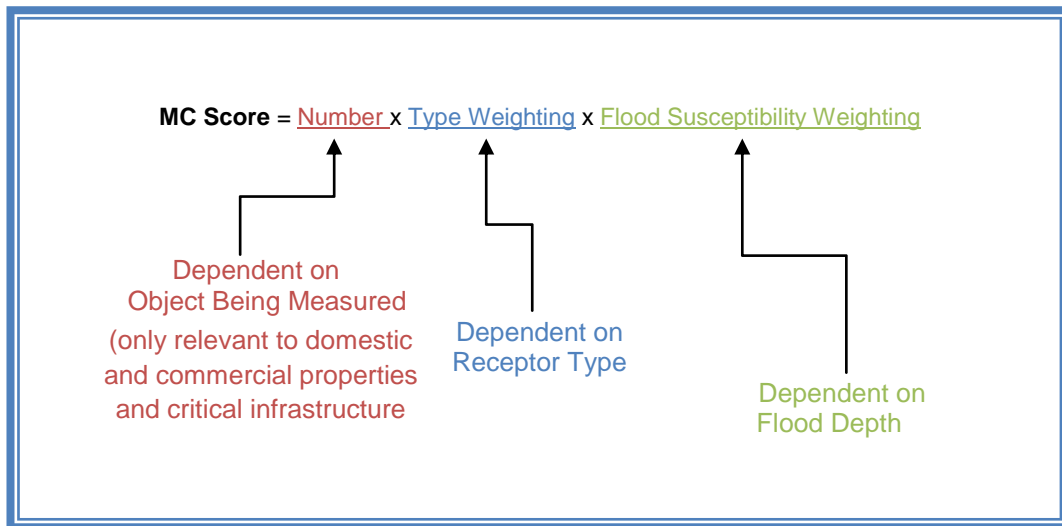 MC Score = Number x Type Weighting x Flood Susceptibility Weighting
Dependent on
Object Being Measured
(only relevant to domestic
and commercial properties
and critical infrastructure
Dependent on
Receptor Type
Dependent on
Flood Depth